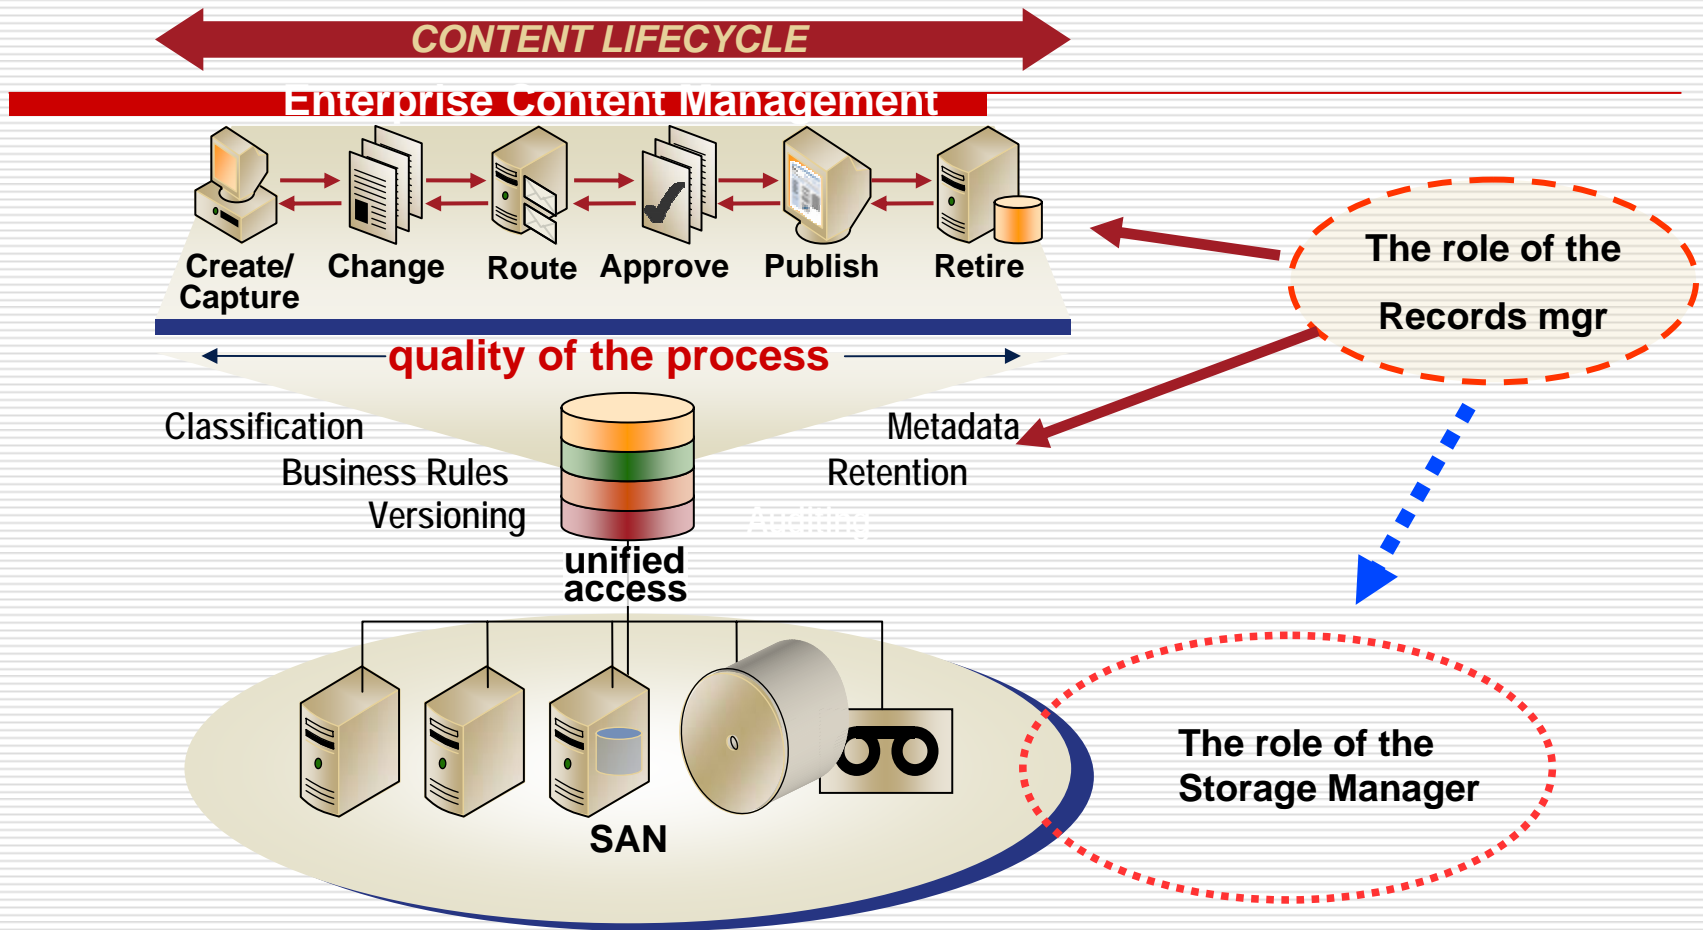 CONTENT LIFECYCLE
Enterprise Content Management
Create/
Capture
Change
Route
Approve
Publish
Retire
The role of the
Records mgr
quality of the process
Classification
Metadata
Business Rules
Retention
Versioning
Auditing
unified
access
The role of the
Storage Manager
SAN